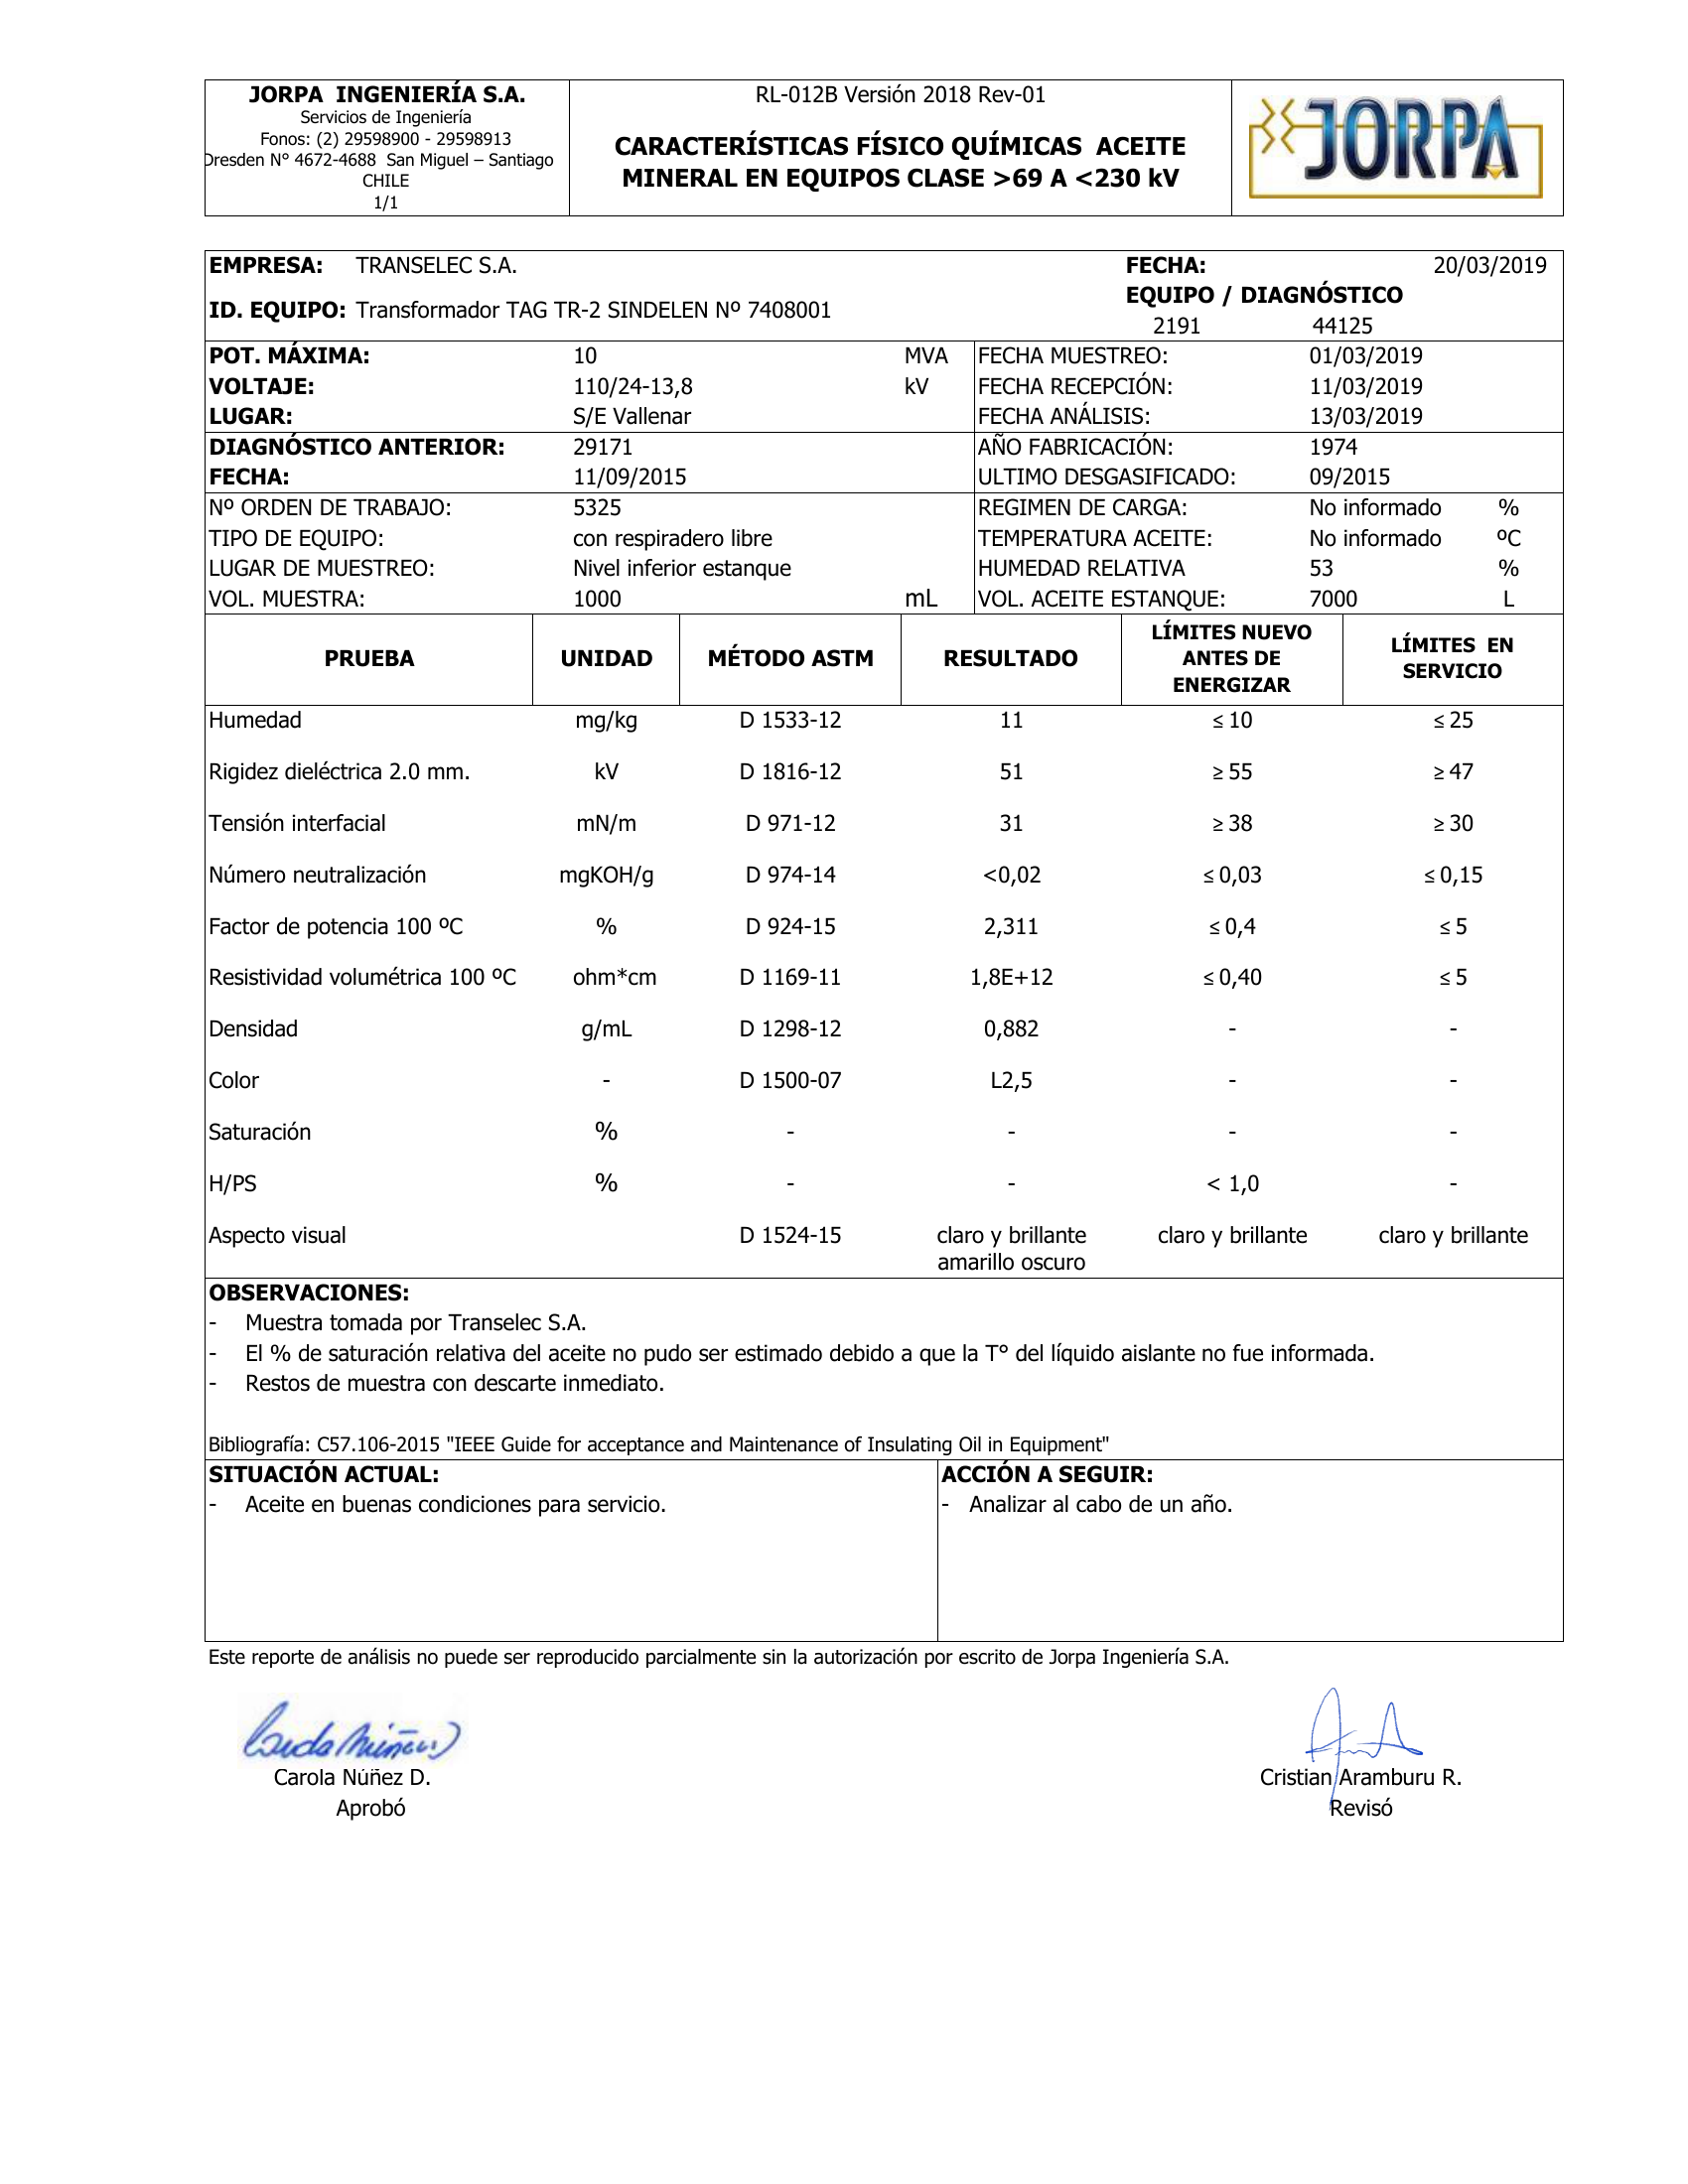 JORPA INGENIERÍA S.A.
Servicios de Ingeniería
Fonos: (2) 29598900 - 29598913
Dresden N° 4672-4688 San Miguel – Santiago
CHILE
1/1
RL-012B Versión 2018 Rev-01
CARACTERÍSTICAS FÍSICO QUÍMICAS ACEITE
MINERAL EN EQUIPOS CLASE >69 A <230 kV
JORPA
EMPRESA: TRANSELEC S.A. FECHA: 20/03/2019
ID. EQUIPO: Transformador TAG TR-2 SINDELEN Nº 7408001 EQUIPO / DIAGNÓSTICO
2191 44125
POT. MÁXIMA: 10 MVA FECHA MUESTREO: 01/03/2019
VOLTAJE: 110/24-13,8 kV FECHA RECEPCIÓN: 11/03/2019
LUGAR: S/E Vallenar FECHA ANÁLISIS: 13/03/2019
DIAGNÓSTICO ANTERIOR: 29171 AÑO FABRICACIÓN: 1974
FECHA: 11/09/2015 ULTIMO DESGASIFICADO: 09/2015
Nº ORDEN DE TRABAJO: 5325 REGIMEN DE CARGA: No informado %
TIPO DE EQUIPO: con respiradero libre TEMPERATURA ACEITE: No informado ºC
LUGAR DE MUESTREO: Nivel inferior estanque HUMEDAD RELATIVA 53 %
VOL. MUESTRA: 1000 mL VOL. ACEITE ESTANQUE: 7000 L
PRUEBA UNIDAD MÉTODO ASTM RESULTADO LÍMITES NUEVO ANTES DE ENERGIZAR LÍMITES EN SERVICIO
Humedad mg/kg D 1533-12 11 ≤ 10 ≤ 25
Rigidez dieléctrica 2.0 mm. kV D 1816-12 51 ≥ 55 ≥ 47
Tensión interfacial mN/m D 971-12 31 ≥ 38 ≥ 30
Número neutralización mgKOH/g D 974-14 <0,02 ≤ 0,03 ≤ 0,15
Factor de potencia 100 ºC % D 924-15 2,311 ≤ 0,4 ≤ 5
Resistividad volumétrica 100 ºC ohm*cm D 1169-11 1,8E+12 ≤ 0,40 ≤ 5
Densidad g/mL D 1298-12 0,882 - -
Color - D 1500-07 L2,5 - -
Saturación % - - - -
H/PS % - - < 1,0 -
Aspecto visual D 1524-15 claro y brillante claro y brillante claro y brillante
amarillo oscuro
OBSERVACIONES:
- Muestra tomada por Transelec S.A.
- El % de saturación relativa del aceite no pudo ser estimado debido a que la T° del líquido aislante no fue informada.
- Restos de muestra con descarte inmediato.
Bibliografía: C57.106-2015 "IEEE Guide for acceptance and Maintenance of Insulating Oil in Equipment"
SITUACIÓN ACTUAL: ACCIÓN A SEGUIR:
- Aceite en buenas condiciones para servicio. - Analizar al cabo de un año.
Este reporte de análisis no puede ser reproducido parcialmente sin la autorización por escrito de Jorpa Ingeniería S.A.
Carola Núñez D. Cristian Aramburu R.
Aprobó Revisó